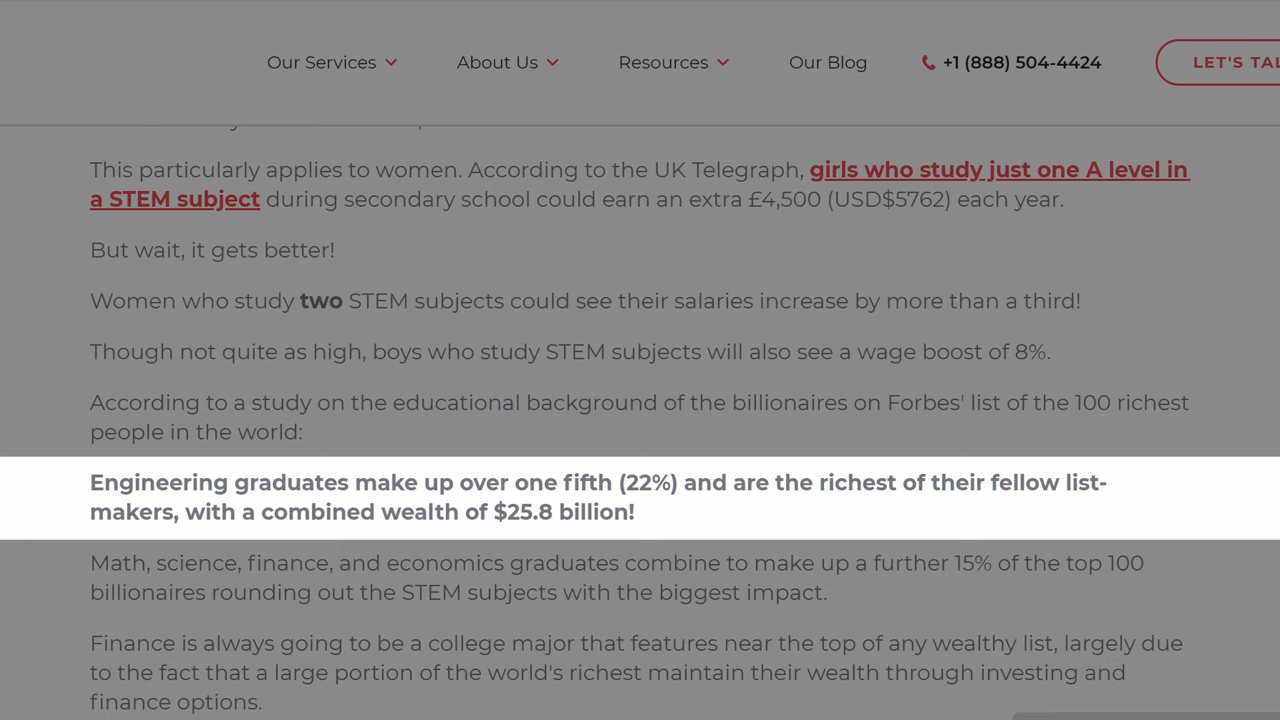 Our Services
About Us
Resources
Our Blog
+1 (888) 504-4424
LET'S TAL
This particularly applies to women. According to the UK Telegraph, girls who study just one A level in
a STEM subject during secondary school could earn an extra £4,500 (USD$5762) each year.
But wait, it gets better!
Women who study two STEM subjects could see their salaries increase by more than a third!
Though not quite as high, boys who study STEM subjects will also see a wage boost of 8%.
According to a study on the educational background of the billionaires on Forbes' list of the 100 richest
people in the world:
Engineering graduates make up over one fifth (22%) and are the richest of their fellow list-
makers, with a combined wealth of $25.8 billion!
Math, science, finance, and economics graduates combine to make up a further 15% of the top 100
billionaires rounding out the STEM subjects with the biggest impact.
Finance is always going to be a college major that features near the top of any wealthy list, largely due
to the fact that a large portion of the world's richest maintain their wealth through investing and
finance options.